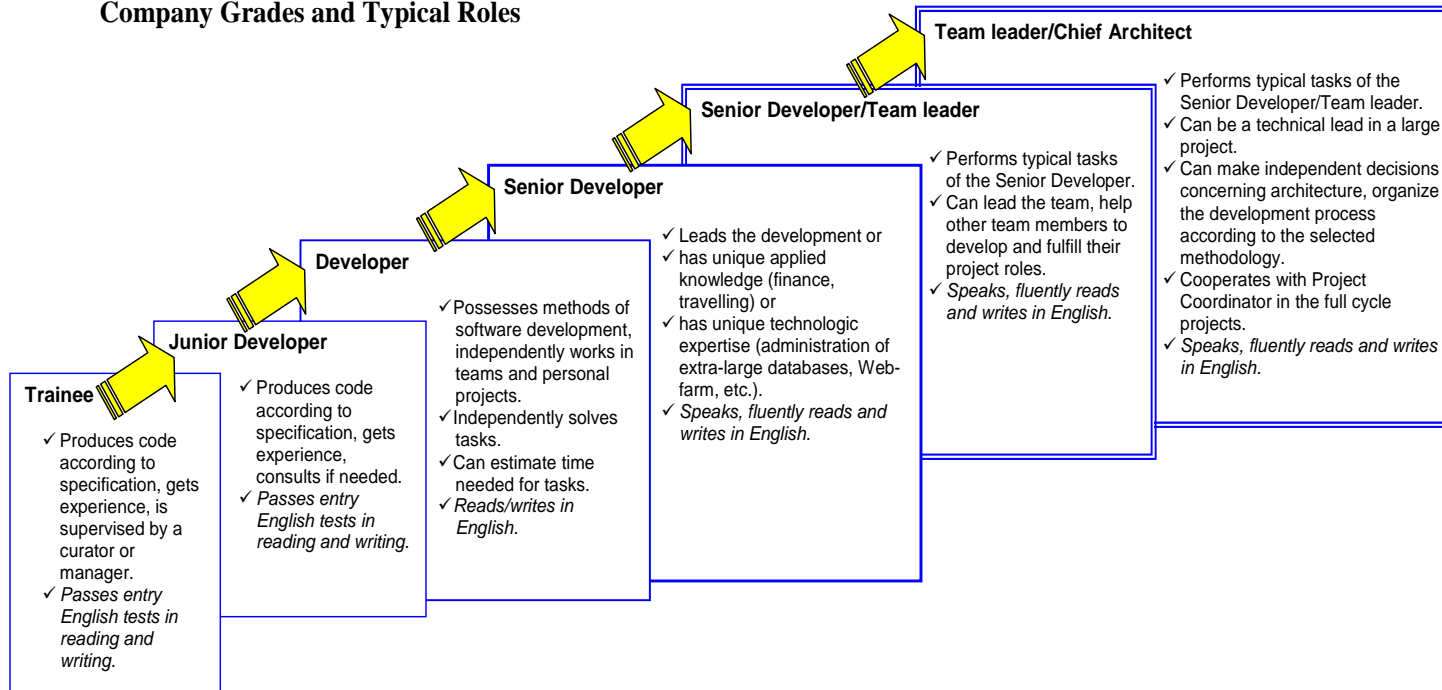 Company Grades and Typical Roles
Trainee
✓ Produces code
according to
specification, gets
experience, is
supervised by a
curator or
manager.
✓ Passes entry
English tests in
reading and
writing.
Junior Developer
✓ Produces code
according to
specification, gets
experience,
consults if needed.
✓ Passes entry
English tests in
reading and writing.
Developer
✓ Possesses methods of
software development,
independently works in
teams and personal
projects.
✓ Independently solves
tasks.
✓ Can estimate time
needed for tasks.
✓ Reads/writes in
English.
Senior Developer
✓ Leads the development or
✓ has unique applied
knowledge (finance,
travelling) or
✓ has unique technologic
expertise (administration of
extra-large databases, Web-
farm, etc.).
✓ Speaks, fluently reads and
writes in English.
Senior Developer/Team leader
✓ Performs typical tasks
of the Senior Developer.
✓ Can lead the team, help
other team members to
develop and fulfill their
project roles.
✓ Speaks, fluently reads
and writes in English.
Team leader/Chief Architect
✓ Performs typical tasks of the
Senior Developer/Team leader.
✓ Can be a technical lead in a large
project.
✓ Can make independent decisions
concerning architecture, organize
the development process
according to the selected
methodology.
✓ Cooperates with Project
Coordinator in the full cycle
projects.
✓ Speaks, fluently reads and writes
in English.